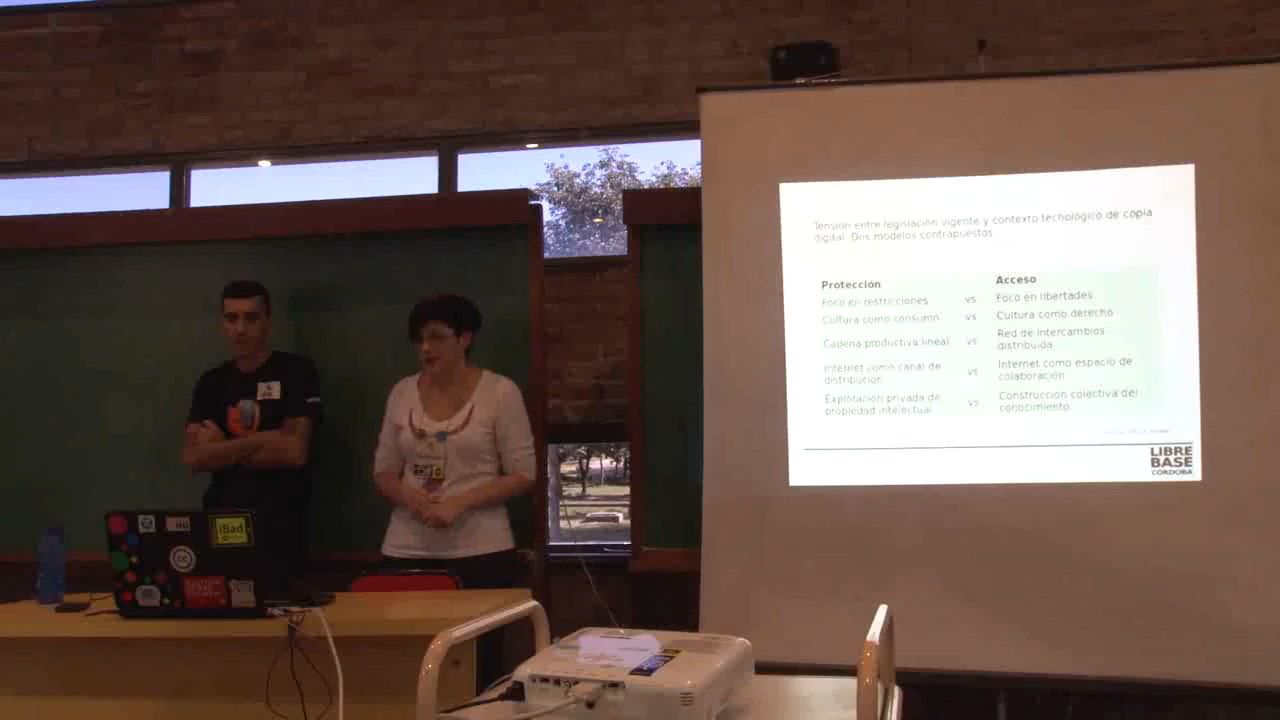 Tensión entre legislación vigente y contexto tecnológico de copia
digital. Dos modelos contrapuestos
Protección Acceso
Foco en restricciones vs Foco en libertades
Cultura como consumo vs Cultura como derecho
Cadena productiva lineal vs Red de intercambios
distribuida
Internet como canal de
distribución vs Internet como espacio de
colaboración
Explotación privada de
propiedad intelectual vs Construcción colectiva del
conocimiento
LIBRE
BASE
CÓRDOBA
iBad
cc